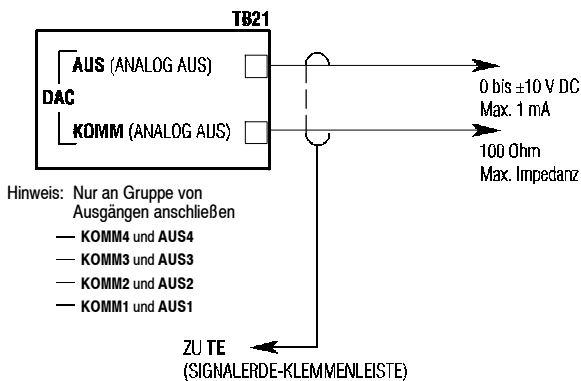 TB21
AUS (ANALOG AUS)
DAC
KOMM (ANALOG AUS)
0 bis ±10 V DC
Max. 1 mA
100 Ohm
Max. Impedanz
Hinweis: Nur an Gruppe von
Ausgängen anschließen
— KOMM4 und AUS4
— KOMM3 und AUS3
— KOMM2 und AUS2
— KOMM1 und AUS1
ZU TE
(SIGNALERDE-KLEMMENLEISTE)